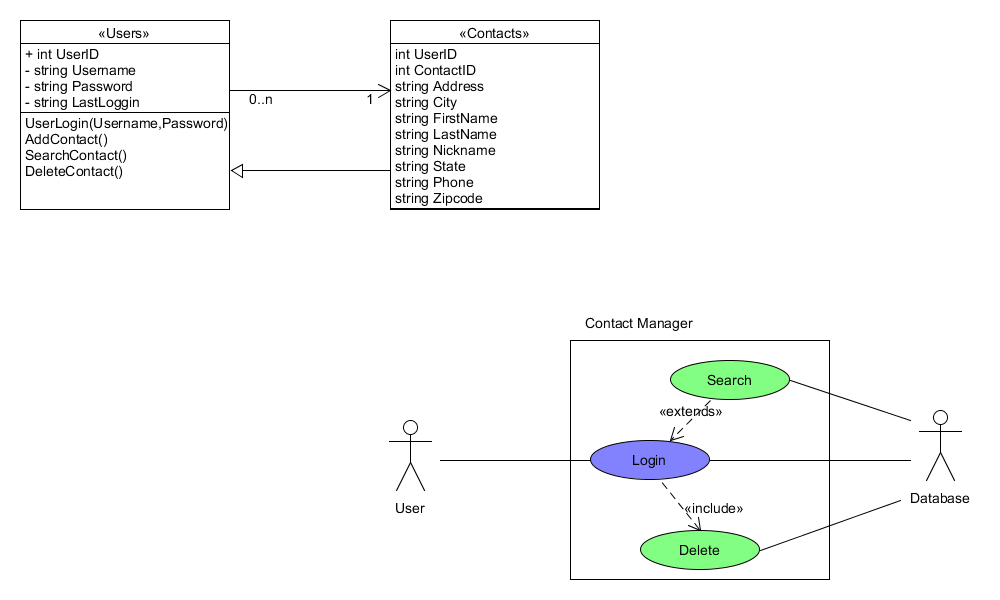 «Users»
+ int UserID
- string Username
- string Password
- string LastLoggin
UserLogin(Username,Password)
AddContact()
SearchContact()
DeleteContact()
0..n
1
«Contacts»
int UserID
int ContactID
string Address
string City
string FirstName
string LastName
string Nickname
string State
string Phone
string Zipcode
Contact Manager
Search
«extends»
Login
«include»
Delete
User
Database